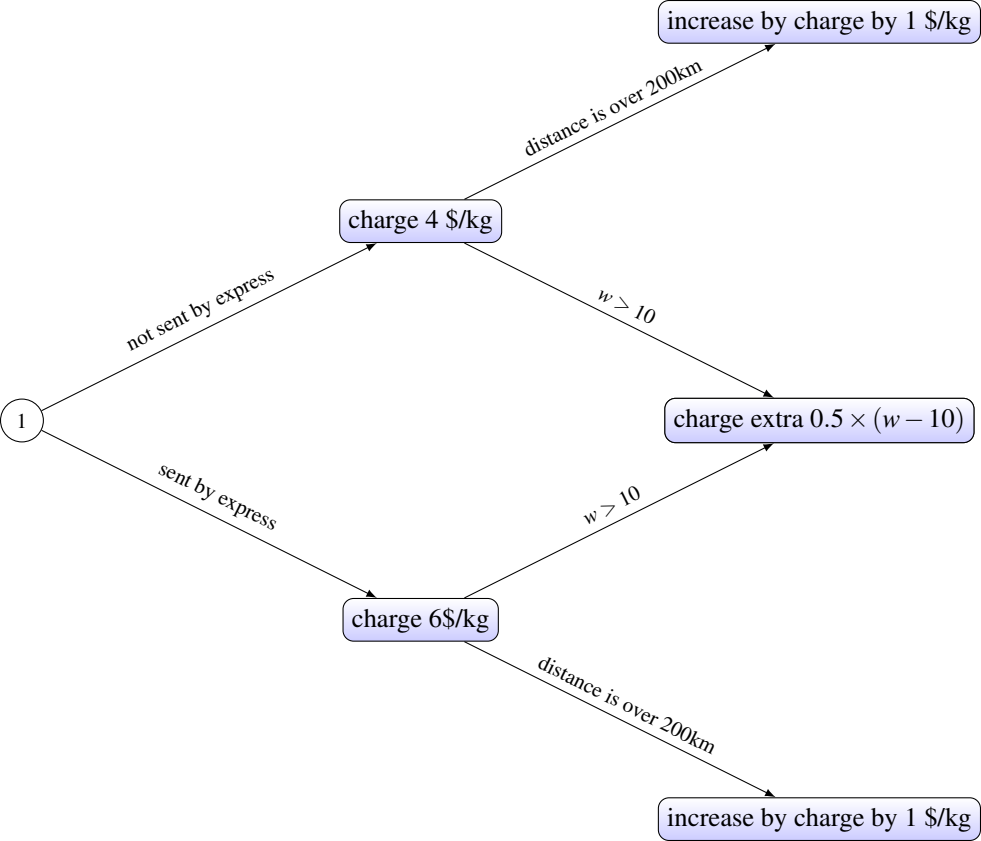 increase by charge by 1 $/kg
distance is over 200km
charge 4 $/kg
not sent by express
w > 10
1
charge extra 0.5 × (w − 10)
sent by express
w > 10
charge 6$/kg
distance is over 200km
increase by charge by 1 $/kg